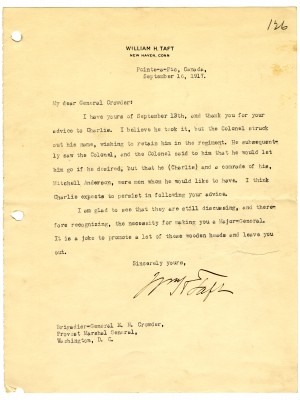 126
WILLIAM H. TAFT
NEW HAVEN, CONN
Pointe-a-Pic, Canada,
September 16, 1917.
My dear General Crowder:
I have yours of September 13th, and thank you for your
advice to Charlie. I believe he took it, but the Colonel struck
out his name, wishing to retain him in the regiment. He subsequent-
ly saw the Colonel, and the Colonel said to him that he would let
him go if he desired, but that he (Charlie) and a comrade of his,
Mitchell Anderson, were men whom he would like to have. I think
Charlie expects to persist in following your advice.
I am glad to see that they are still discussing, and there-
fore recognizing, the necessity for making you a Major-General.
It is a joke to promote a lot of these wooden heads and leave you
out.
Sincerely yours,
Wm H Taft
Brigadier-General E. H. Crowder,
Provost Marshal General,
Washington, D. C.